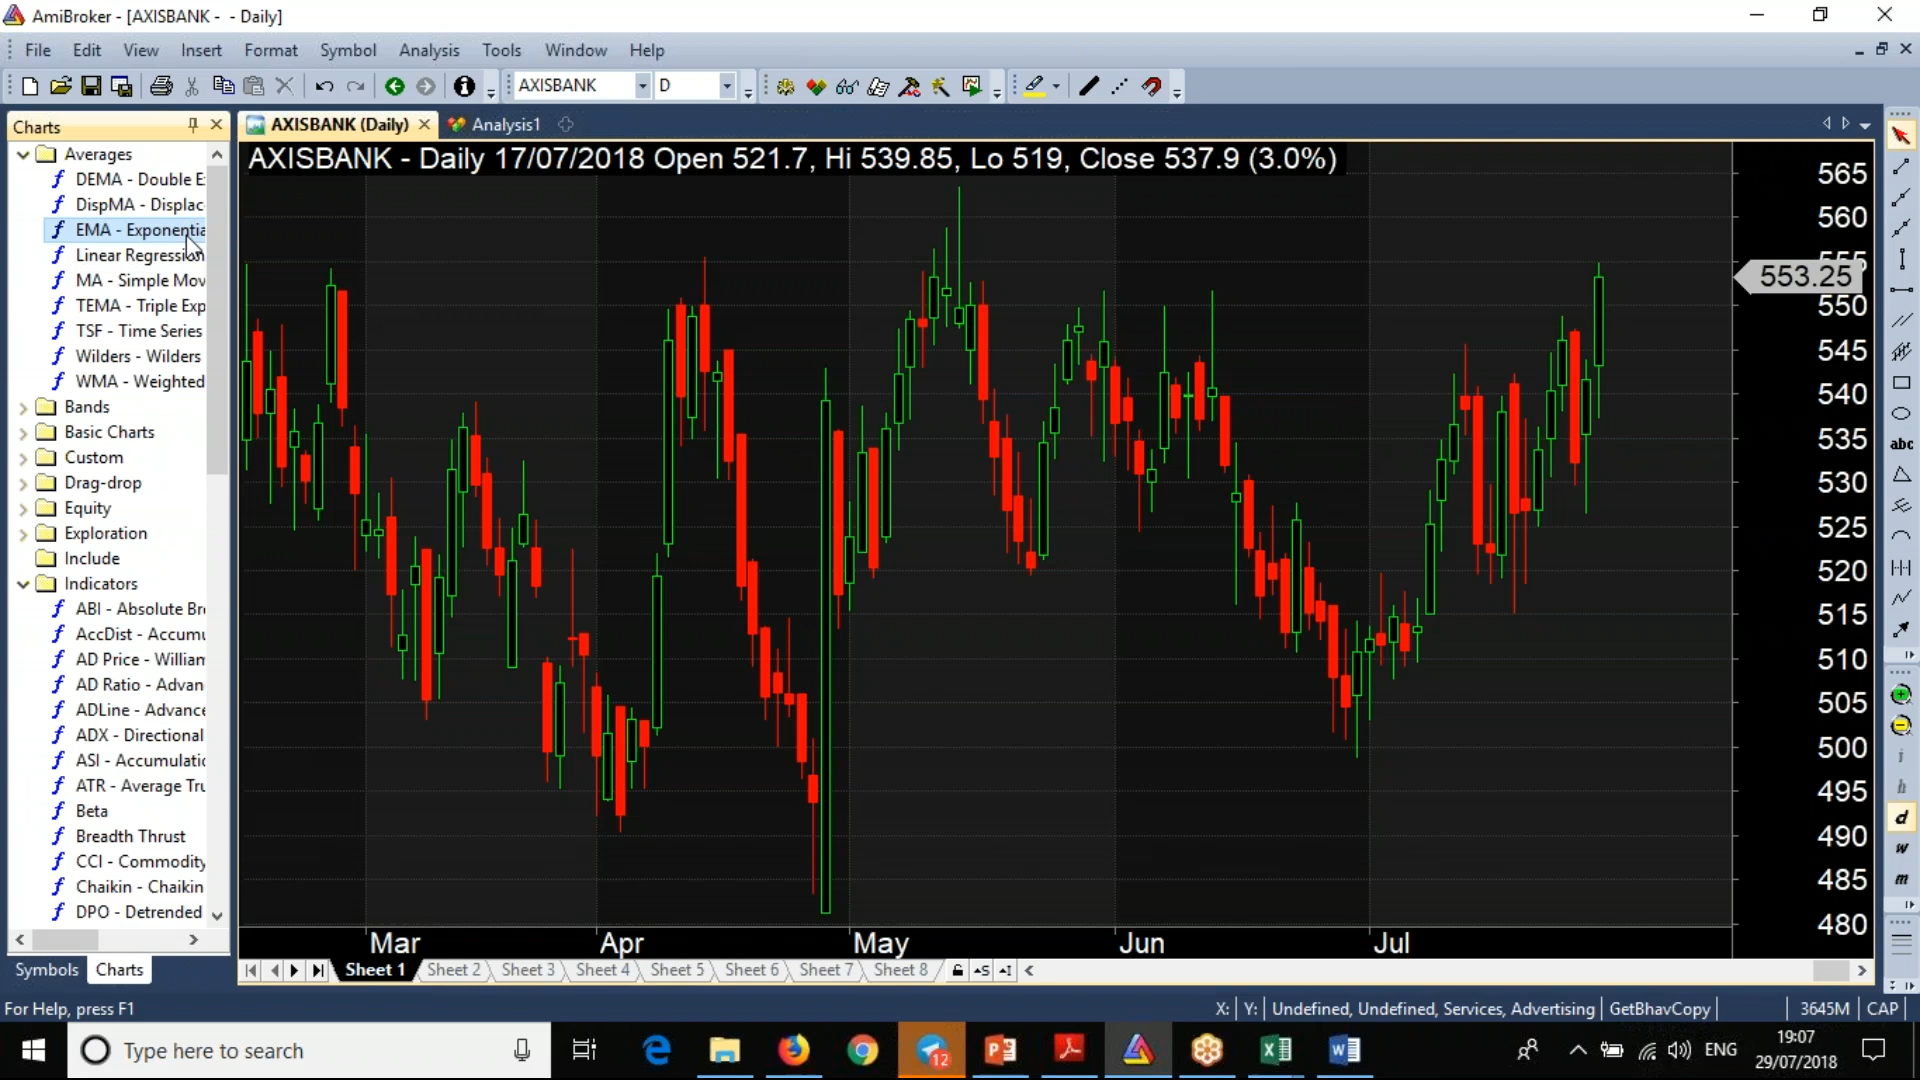 AmiBroker - [AXISBANK - - Daily]
File Edit View Insert Format Symbol Analysis Tools Window Help
AXISBANK D
Charts
AXISBANK (Daily) Analysis1
AXISBANK - Daily 17/07/2018 Open 521.7, Hi 539.85, Lo 519, Close 537.9 (3.0%)
Averages
DEMA - Double E
DispMA - Displac
EMA - Exponentia
Linear Regression
MA - Simple Mov
TEMA - Triple Exp
TSF - Time Series
Wilders - Wilders
WMA - Weighted
Bands
Basic Charts
Custom
Drag-drop
Equity
Exploration
Include
Indicators
ABI - Absolute Br
AccDist - Accumu
AD Price - William
AD Ratio - Advan
ADLine - Advance
ADX - Directional
ASI - Accumulatio
ATR - Average Tru
Beta
Breadth Thrust
CCI - Commodity
Chaikin - Chaikin
DPO - Detrended
Symbols Charts
565
560
555
553.25
550
545
540
535
530
525
520
515
510
505
500
495
490
485
480
Mar Apr May Jun Jul
abc
i
h
d
w
m
Sheet 1 Sheet 2 Sheet 3 Sheet 4 Sheet 5 Sheet 6 Sheet 7 Sheet 8 S I
For Help, press F1
X: Y: Undefined, Undefined, Services, Advertising GetBhavCopy 3645M CAP
Type here to search
12
ENG
19:07
29/07/2018